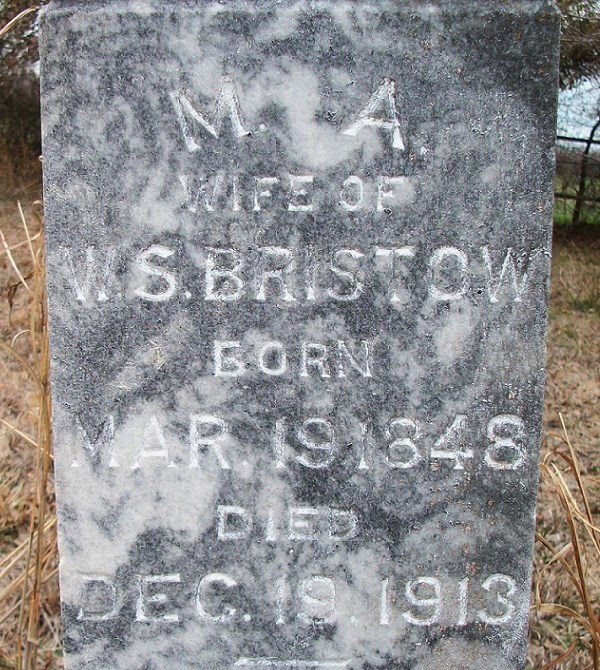 M. A.
WIFE OF
W. S. BRISTOW
BORN
MAR. 19 1848
DIED
DEC. 19. 1913